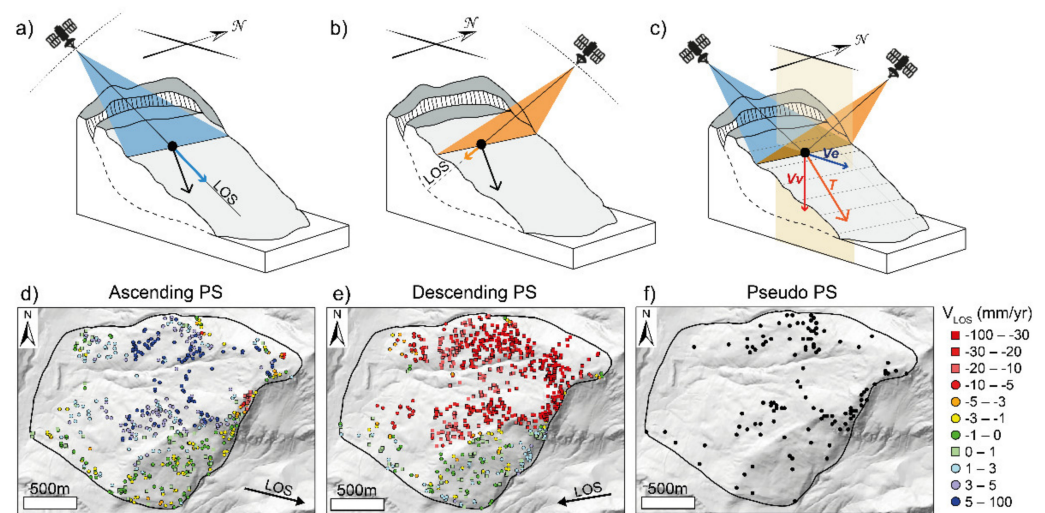 a)
N
LOS
b)
N
LOS
c)
N
Ve
Vv
T
d)
Ascending PS
N
500m
LOS
e)
Descending PS
N
500m
LOS
f)
Pseudo PS
N
500m
VLOS (mm/yr)
-100 – -30
-30 – -20
-20 – -10
-10 – -5
-5 – -3
-3 – -1
-1 – 0
0 – 1
1 – 3
3 – 5
5 – 100